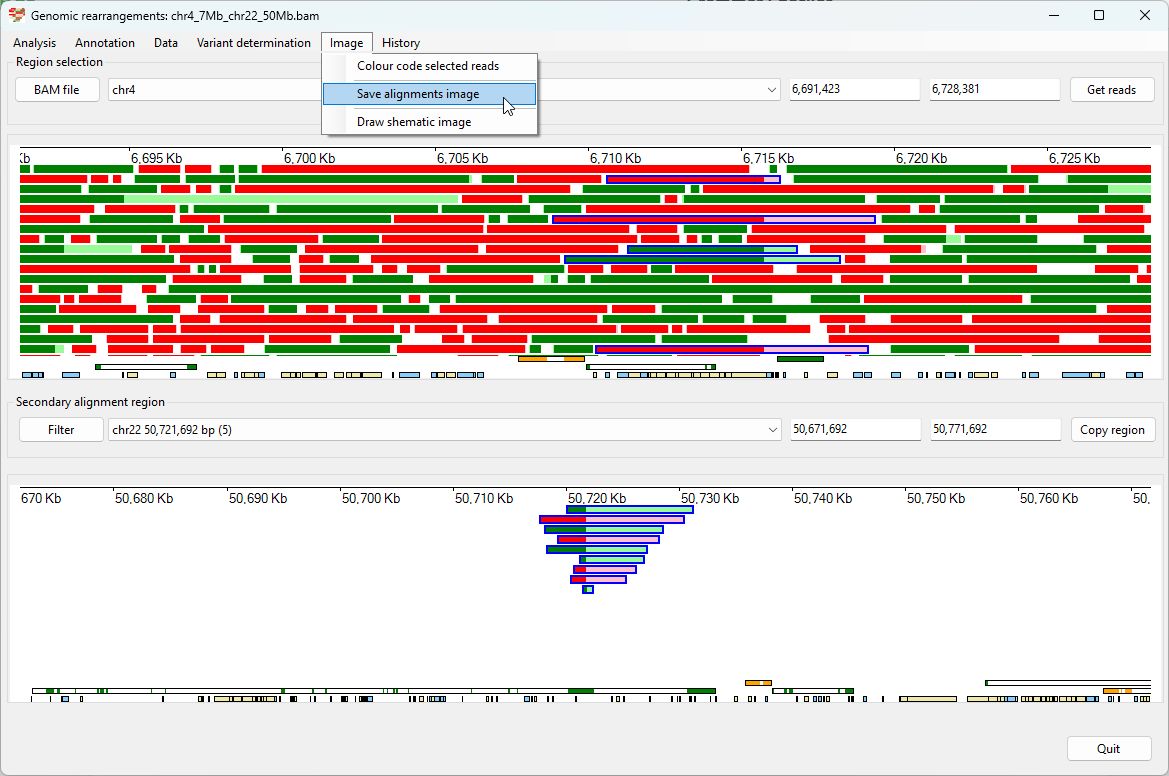 Genomic rearrangements: chr4_7Mb_chr22_50Mb.bam
Analysis Annotation Data Variant determination Image History
Region selection
Colour code selected reads
BAM file chr4 6,691,423 6,728,381 Get reads
Save alignments image
Draw shematic image
Kb 6,695 Kb 6,700 Kb 6,705 Kb 6,710 Kb 6,715 Kb 6,720 Kb 6,725 Kb
Secondary alignment region
Filter chr22 50,721,692 bp (5) 50,671,692 50,771,692 Copy region
670 Kb 50,680 Kb 50,690 Kb 50,700 Kb 50,710 Kb 50,720 Kb 50,730 Kb 50,740 Kb 50,750 Kb 50,760 Kb 50,
Quit